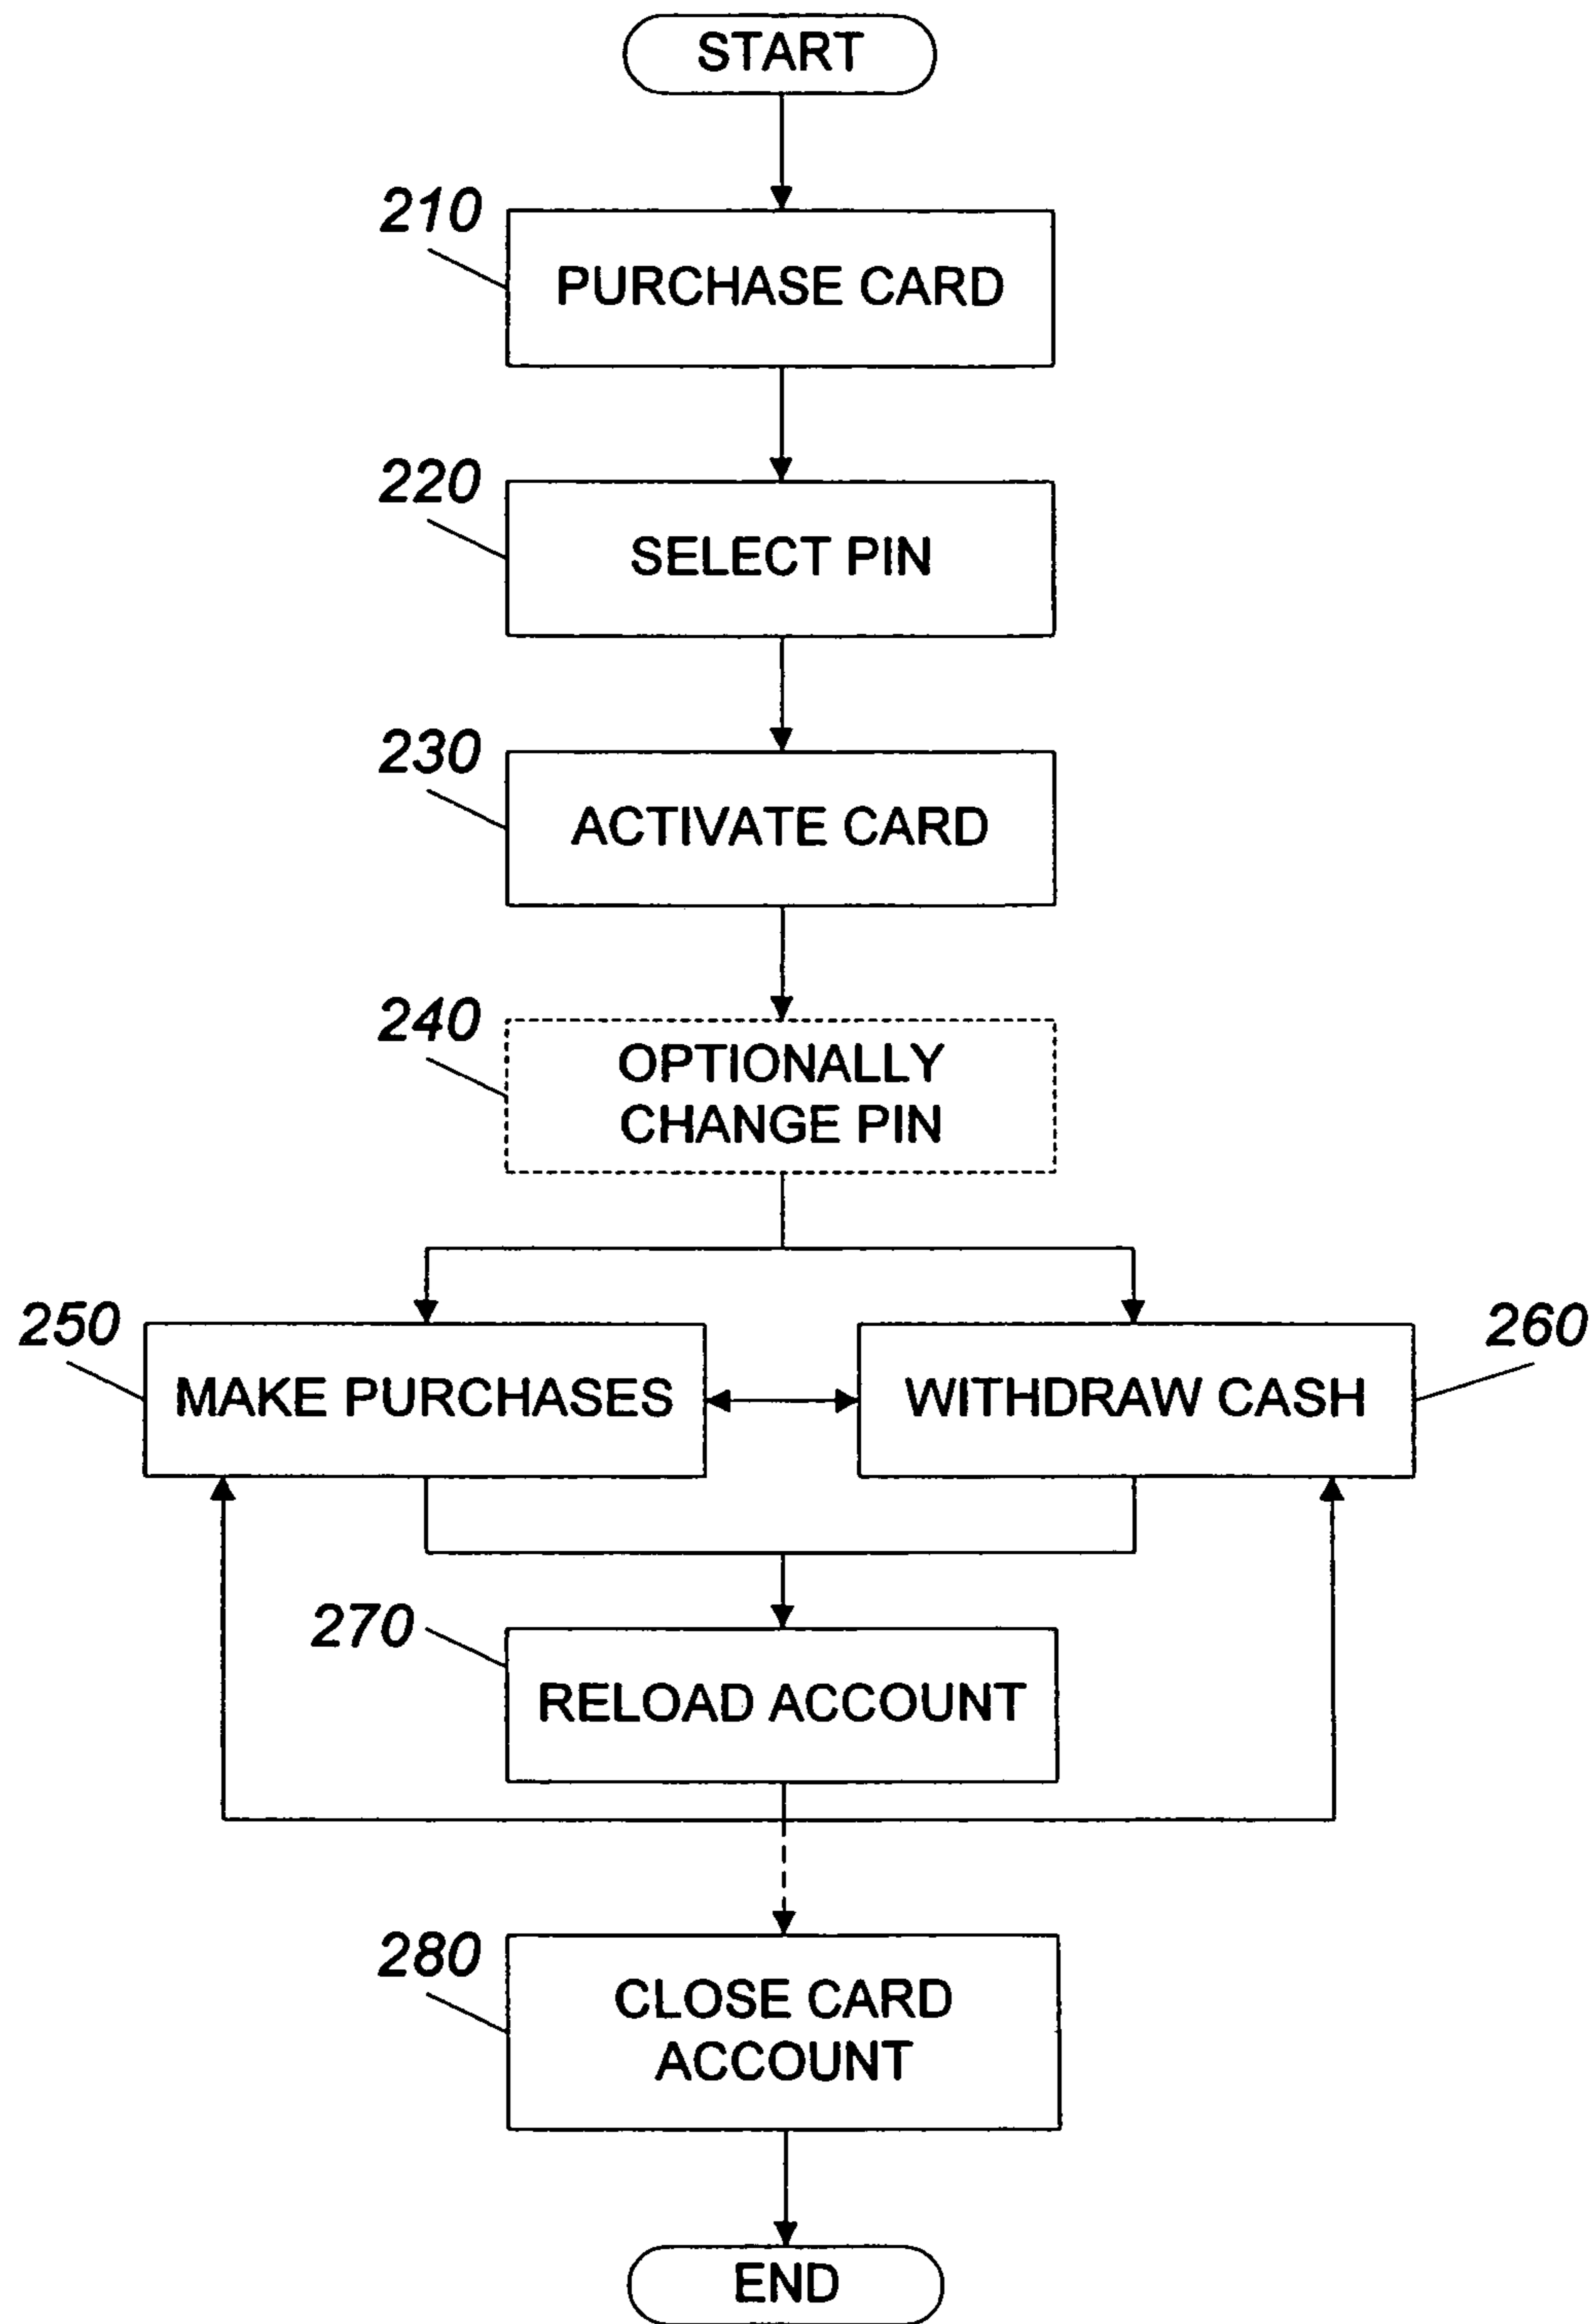 START
210
PURCHASE CARD
220
SELECT PIN
230
ACTIVATE CARD
240
OPTIONALLY
CHANGE PIN
250
MAKE PURCHASES
260
WITHDRAW CASH
270
RELOAD ACCOUNT
280
CLOSE CARD
ACCOUNT
END